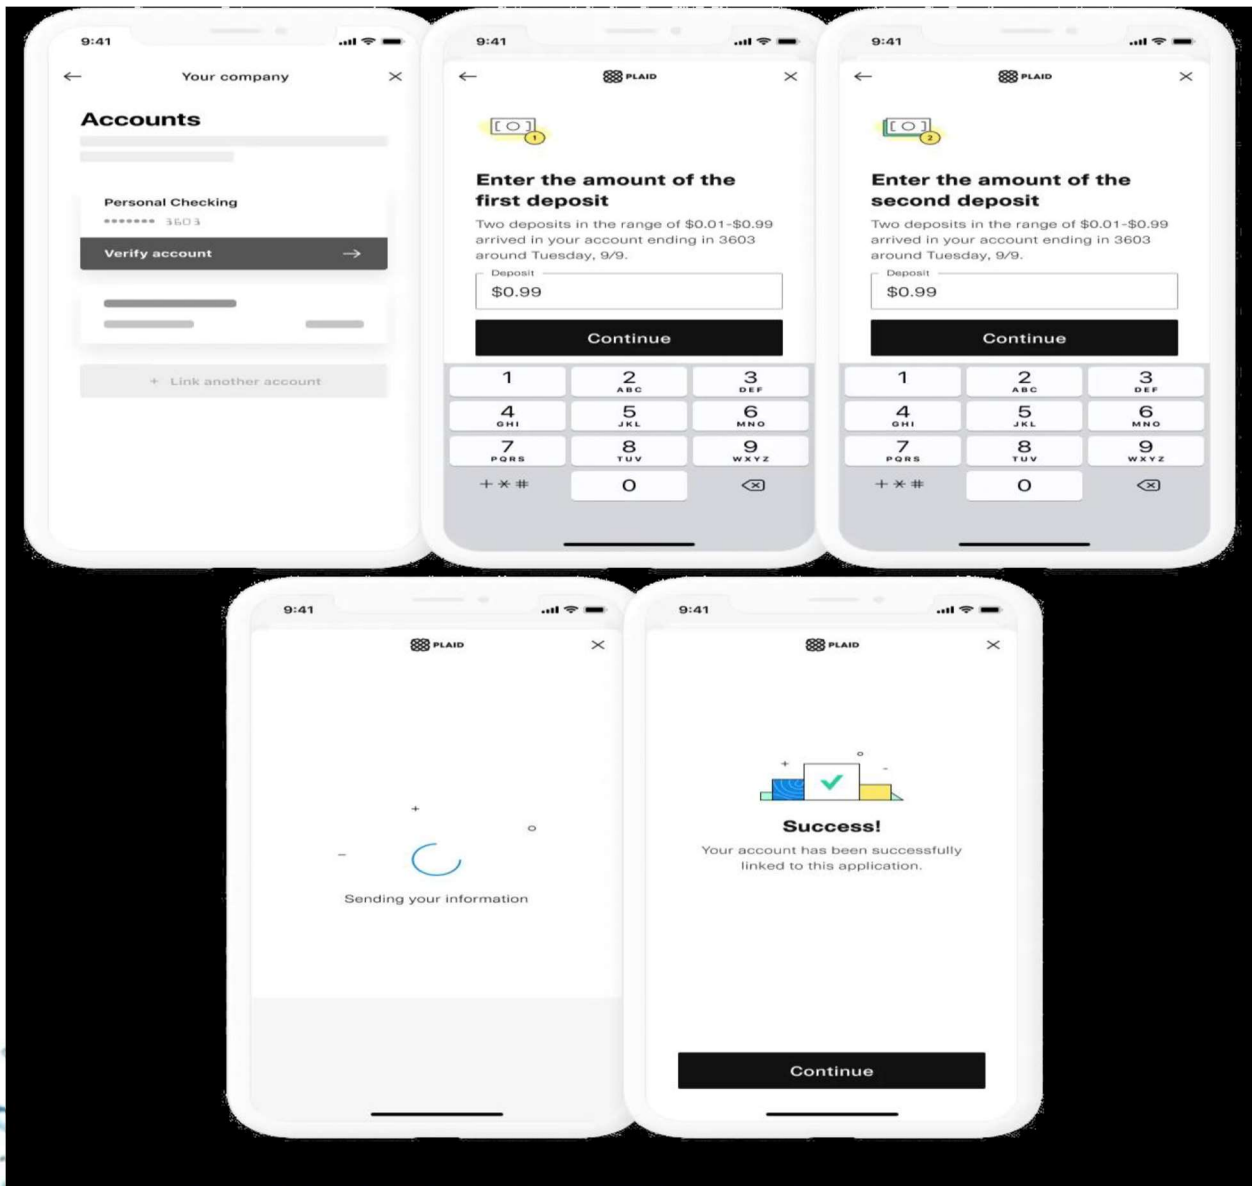 9:41
Your company
Accounts
Personal Checking
******* 3603
Verify account
+ Link another account
9:41
PLAID
1
Enter the amount of the
first deposit
Two deposits in the range of $0.01-$0.99
arrived in your account ending in 3603
around Tuesday, 9/9.
Deposit
$0.99
Continue
1
2
ABC
3
DEF
4
GHI
5
JKL
6
MNO
7
PQRS
8
TUV
9
WXYZ
+ * #
0
9:41
PLAID
2
Enter the amount of the
second deposit
Two deposits in the range of $0.01-$0.99
arrived in your account ending in 3603
around Tuesday, 9/9.
Deposit
$0.99
Continue
1
2
ABC
3
DEF
4
GHI
5
JKL
6
MNO
7
PQRS
8
TUV
9
WXYZ
+ * #
0
9:41
PLAID
Sending your information
9:41
PLAID
Success!
Your account has been successfully
linked to this application.
Continue